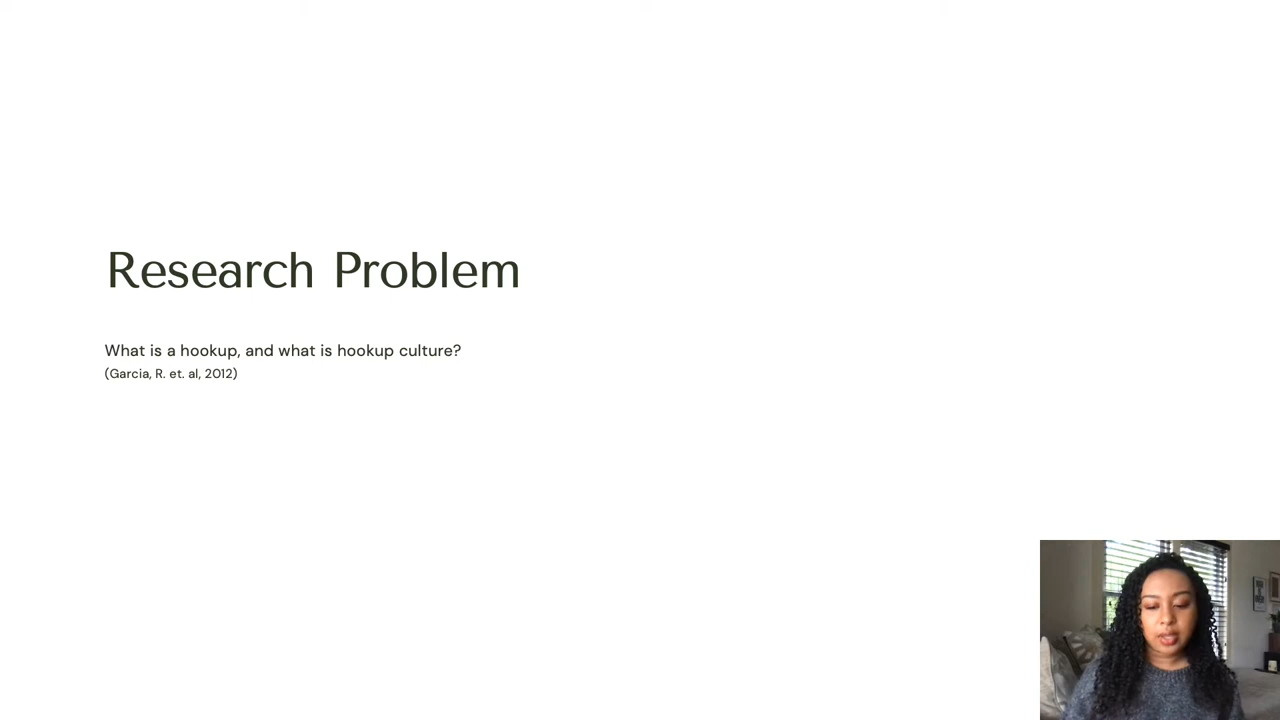 Research Problem
What is a hookup, and what is hookup culture?
(Garcia, R. et. al, 2012)